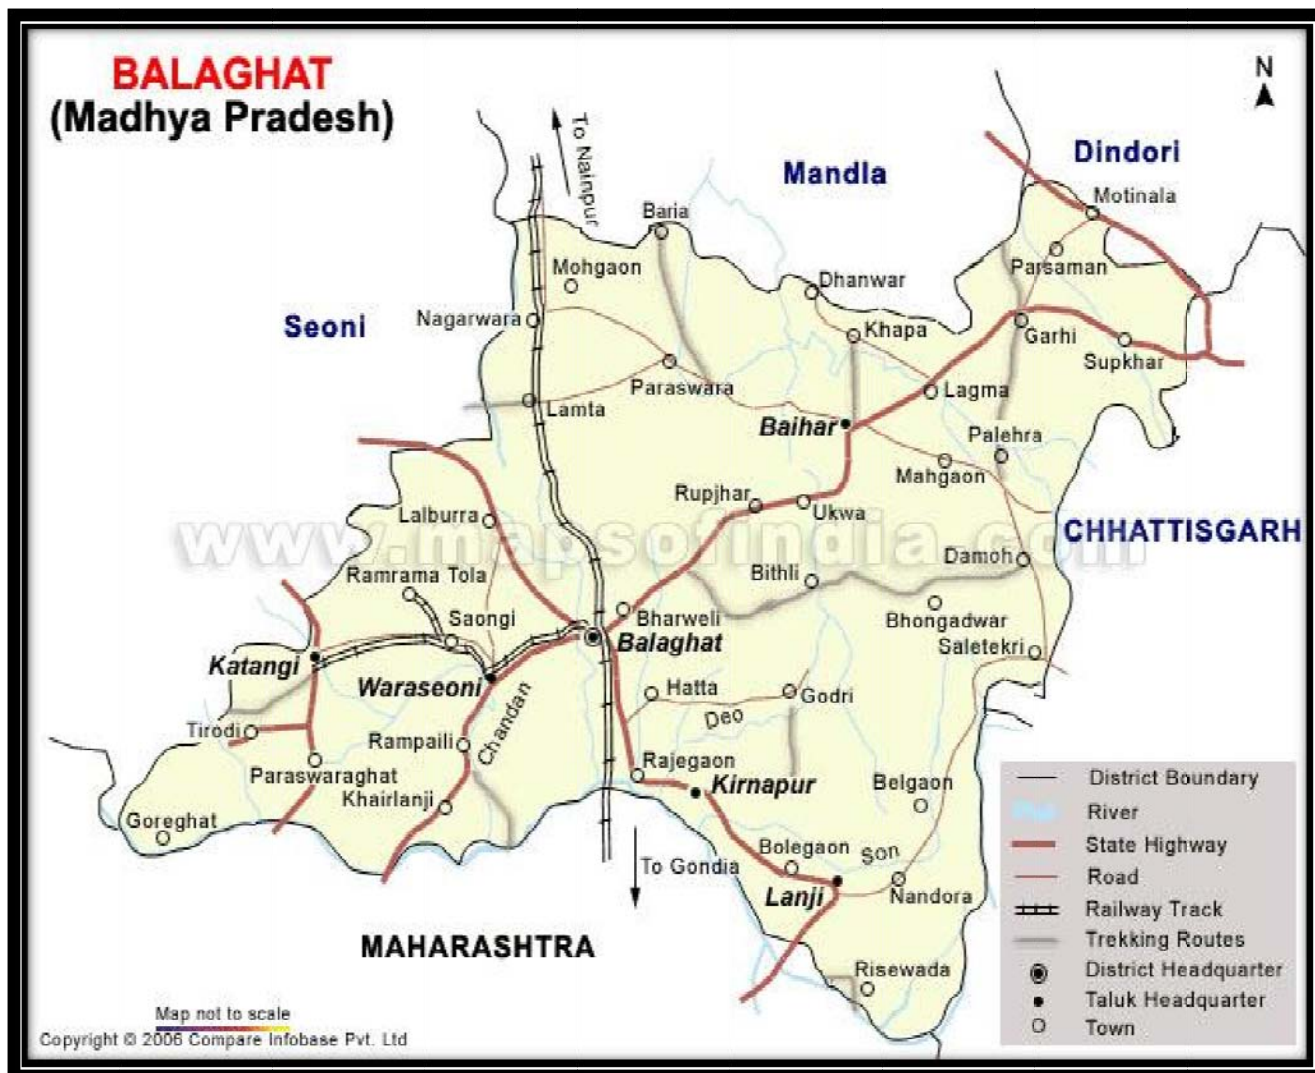 BALAGHAT
(Madhya Pradesh)
N
To Nainpur
Dindori
Mandla
Motinala
Baria
Parsaman
Mohgaon
Dhanwar
Seoni
Nagarwara
Khapa
Garhi
Supkhar
Paraswara
Lamta
Lagma
Baihar
Palehra
Mahgaon
Rupjhar
Ukwa
Lalburra
www.mapsofindia.com
CHHATTISGARH
Damoh
Bithli
Ramrama Tola
Saongi
Bharweli
Bhongadwar
Balaghat
Saletekri
Katangi
Waraseoni
Hatta
Godri
Deo
Chandan
Tirodi
Rampaili
Rajegaon
Paraswaraghat
Kirnapur
Belgaon
Khairlanji
Goreghat
Bolegaon
Son
To Gondia
Lanji
Nandora
MAHARASHTRA
Risewada
District Boundary
River
State Highway
Road
Railway Track
Trekking Routes
District Headquarter
Taluk Headquarter
Town
Map not to scale
Copyright © 2006 Compare Infobase Pvt. Ltd